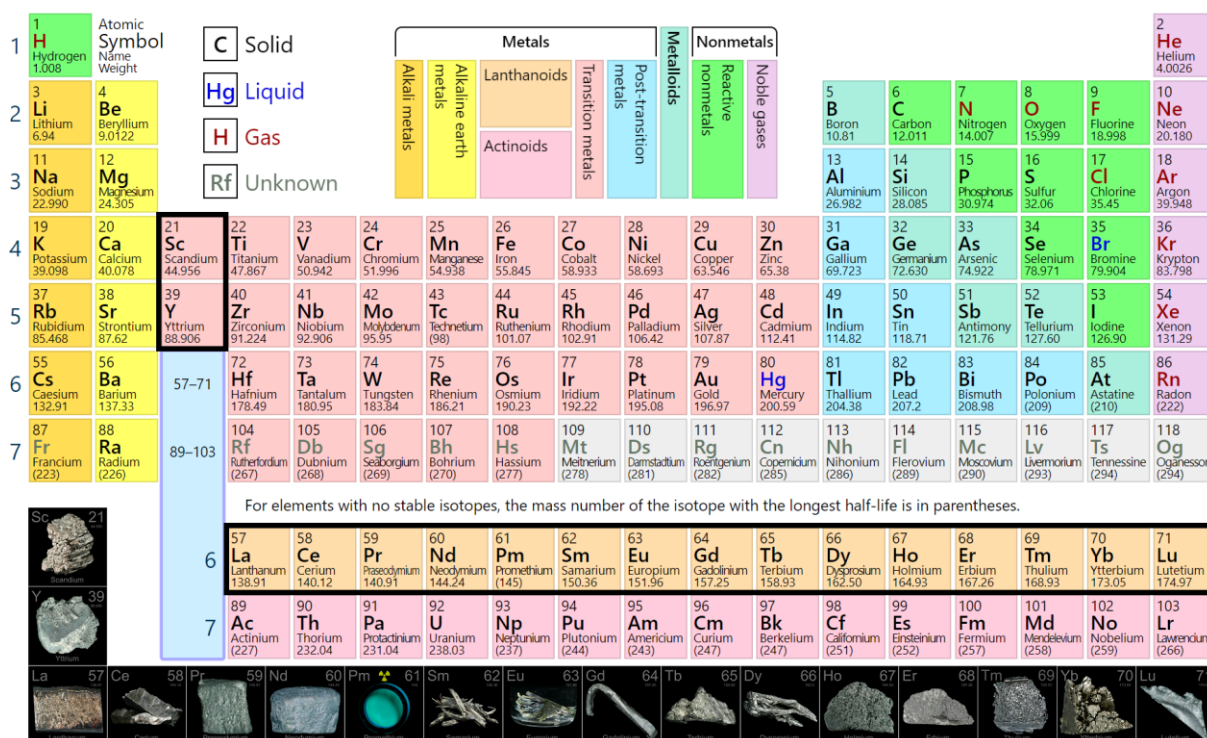 1
H
Hydrogen
1.008
Atomic
Symbol
Name
Weight
C Solid
Hg Liquid
H Gas
Rf Unknown
Metals
Metalloids
Nonmetals
Alkali metals
Alkaline earth metals
Lanthanoids
Actinoids
Transition metals
Post-transition metals
Reactive nonmetals
Noble gases
1
2
He
Helium
4.0026
2
3 4 5 6 7 8 9 10
Li Be B C N O F Ne
Lithium Beryllium Boron Carbon Nitrogen Oxygen Fluorine Neon
6.94 9.0122 10.81 12.011 14.007 15.999 18.998 20.180
3
11 12 13 14 15 16 17 18
Na Mg Al Si P S Cl Ar
Sodium Magnesium Aluminium Silicon Phosphorus Sulfur Chlorine Argon
22.990 24.305 26.982 28.085 30.974 32.06 35.45 39.948
4
19 20 21 22 23 24 25 26 27 28 29 30 31 32 33 34 35 36
K Ca Sc Ti V Cr Mn Fe Co Ni Cu Zn Ga Ge As Se Br Kr
Potassium Calcium Scandium Titanium Vanadium Chromium Manganese Iron Cobalt Nickel Copper Zinc Gallium Germanium Arsenic Selenium Bromine Krypton
39.098 40.078 44.956 47.867 50.942 51.996 54.938 55.845 58.933 58.693 63.546 65.38 69.723 72.630 74.922 78.971 79.904 83.798
5
37 38 39 40 41 42 43 44 45 46 47 48 49 50 51 52 53 54
Rb Sr Y Zr Nb Mo Tc Ru Rh Pd Ag Cd In Sn Sb Te I Xe
Rubidium Strontium Yttrium Zirconium Niobium Molybdenum Technetium Ruthenium Rhodium Palladium Silver Cadmium Indium Tin Antimony Tellurium Iodine Xenon
85.468 87.62 88.906 91.224 92.906 95.95 (98) 101.07 102.91 106.42 107.87 112.41 114.82 118.71 121.76 127.60 126.90 131.29
6
55 56 57–71 72 73 74 75 76 77 78 79 80 81 82 83 84 85 86
Cs Ba Hf Ta W Re Os Ir Pt Au Hg Tl Pb Bi Po At Rn
Caesium Barium Hafnium Tantalum Tungsten Rhenium Osmium Iridium Platinum Gold Mercury Thallium Lead Bismuth Polonium Astatine Radon
132.91 137.33 178.49 180.95 183.84 186.21 190.23 192.22 195.08 196.97 200.59 204.38 207.2 208.98 (209) (210) (222)
7
87 88 89–103 104 105 106 107 108 109 110 111 112 113 114 115 116 117 118
Fr Ra Rf Db Sg Bh Hs Mt Ds Rg Cn Nh Fl Mc Lv Ts Og
Francium Radium Rutherfordium Dubnium Seaborgium Bohrium Hassium Meitnerium Darmstadtium Roentgenium Copernicium Nihonium Flerovium Moscovium Livermorium Tennessine Oganesson
(223) (226) (267) (268) (269) (270) (277) (278) (281) (282) (285) (286) (289) (290) (293) (294) (294)
For elements with no stable isotopes, the mass number of the isotope with the longest half-life is in parentheses.
6
57 58 59 60 61 62 63 64 65 66 67 68 69 70 71
La Ce Pr Nd Pm Sm Eu Gd Tb Dy Ho Er Tm Yb Lu
Lanthanum Cerium Praseodymium Neodymium Promethium Samarium Europium Gadolinium Terbium Dysprosium Holmium Erbium Thulium Ytterbium Lutetium
138.91 140.12 140.91 144.24 (145) 150.36 151.96 157.25 158.93 162.50 164.93 167.26 168.93 173.05 174.97
7
89 90 91 92 93 94 95 96 97 98 99 100 101 102 103
Ac Th Pa U Np Pu Am Cm Bk Cf Es Fm Md No Lr
Actinium Thorium Protactinium Uranium Neptunium Plutonium Americium Curium Berkelium Californium Einsteinium Fermium Mendelevium Nobelium Lawrencium
(227) 232.04 231.04 238.03 (237) (244) (243) (247) (247) (251) (252) (257) (258) (259) (266)
Sc 21
Scandium
Y 39
Yttrium
La 57 Ce 58 Pr 59 Nd 60 Pm 61 Sm 62 Eu 63 Gd 64 Tb 65 Dy 66 Ho 67 Er 68 Tm 69 Yb 70 Lu 71
Lanthanum Cerium Praseodymium Neodymium Promethium Samarium Europium Gadolinium Terbium Dysprosium Holmium Erbium Thulium Ytterbium Lutetium